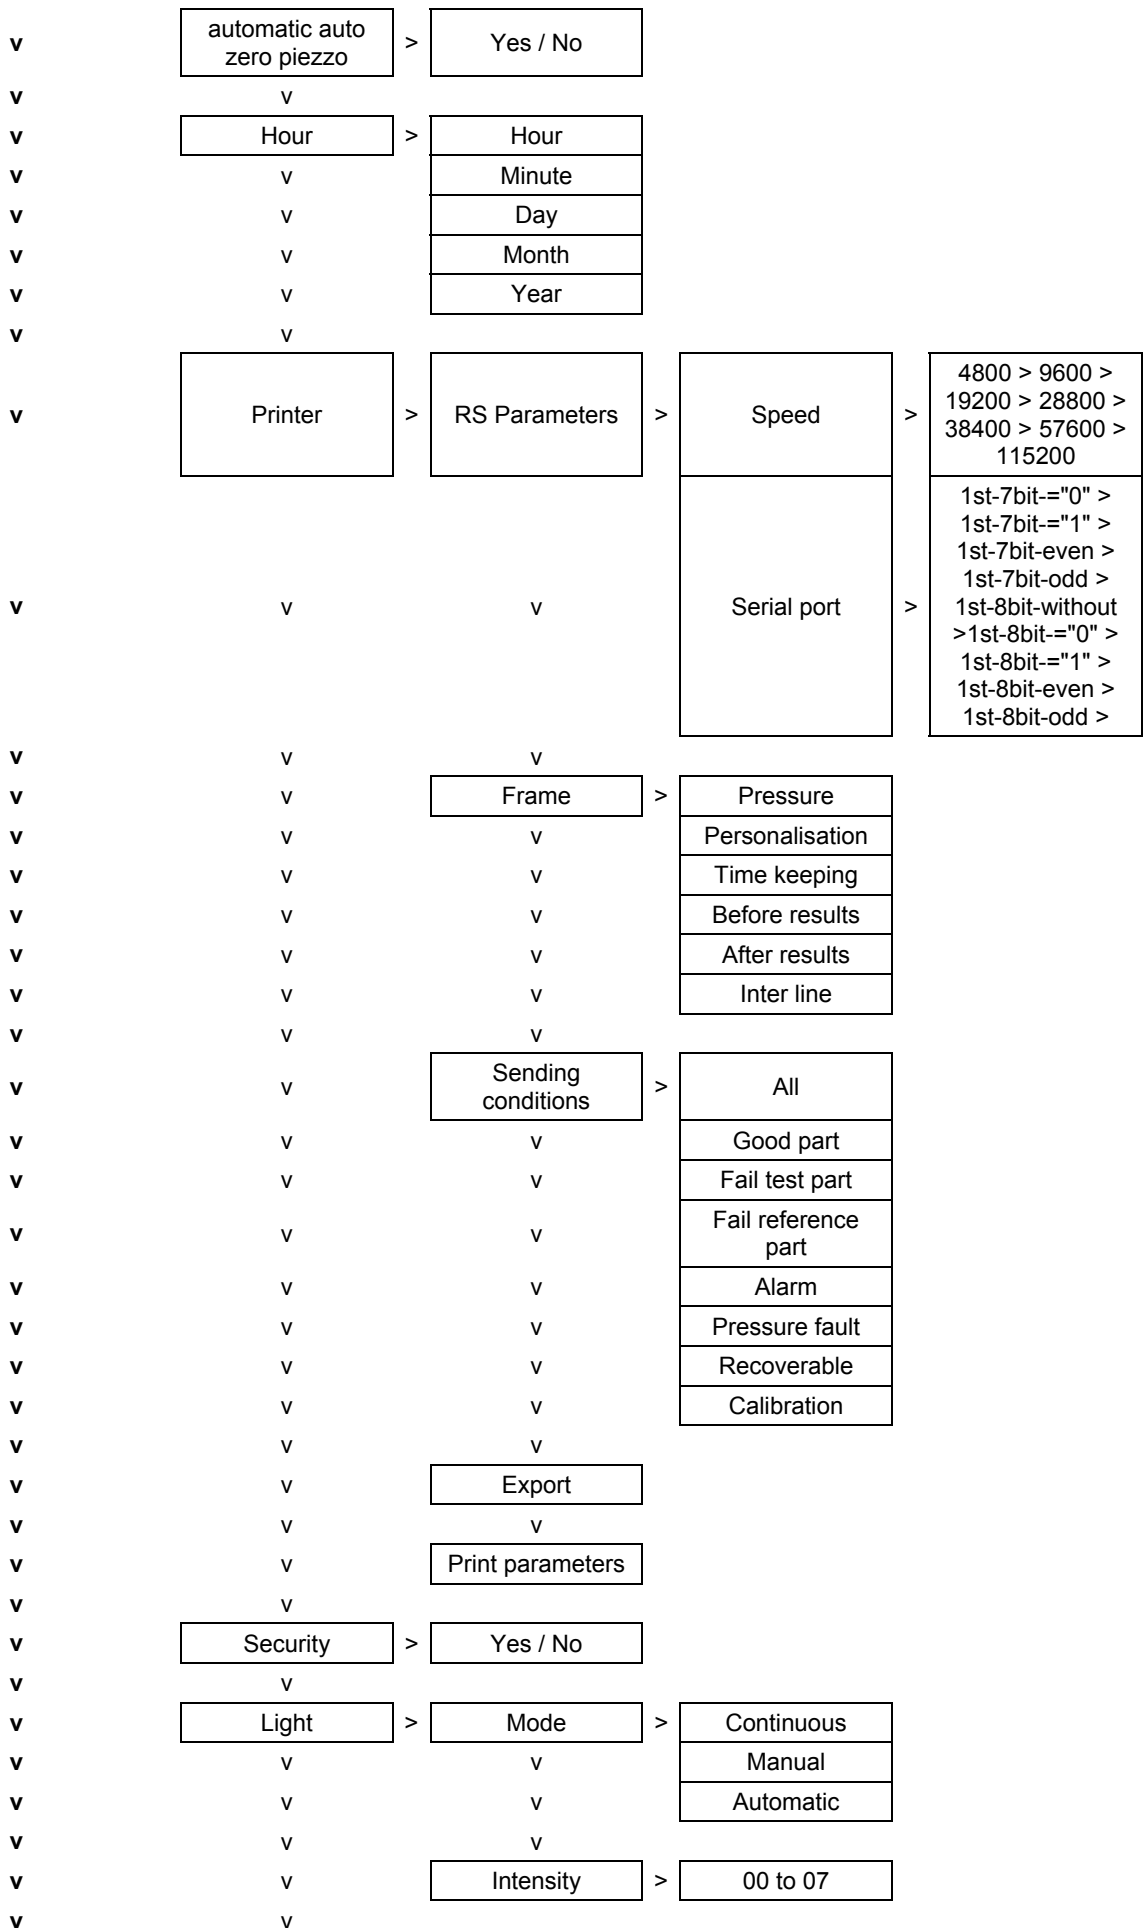 v automatic auto zero piezzo > Yes / No
v v
v Hour > Hour
v v Minute
v v Day
v v Month
v v Year
v v
v Printer > RS Parameters > Speed > 4800 > 9600 > 19200 > 28800 > 38400 > 57600 > 115200
v v v Serial port > 1st-7bit-="0" > 1st-7bit-="1" > 1st-7bit-even > 1st-7bit-odd > 1st-8bit-without >1st-8bit-="0" > 1st-8bit-="1" > 1st-8bit-even > 1st-8bit-odd >
v v v
v v Frame > Pressure
v v v Personalisation
v v v Time keeping
v v v Before results
v v v After results
v v v Inter line
v v v
v v Sending conditions > All
v v v Good part
v v v Fail test part
v v v Fail reference part
v v v Alarm
v v v Pressure fault
v v v Recoverable
v v v Calibration
v v v
v v Export
v v v
v v Print parameters
v v
v Security > Yes / No
v v
v Light > Mode > Continuous
v v v Manual
v v v Automatic
v v v
v v Intensity > 00 to 07
v v